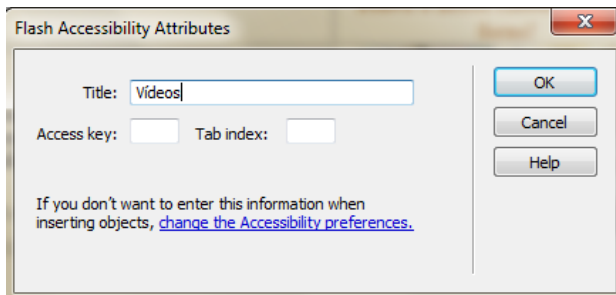 Flash Accessibility Attributes
Title: Vídeos
OK
Access key: Tab index:
Cancel
Help
If you don't want to enter this information when
inserting objects, change the Accessibility preferences.